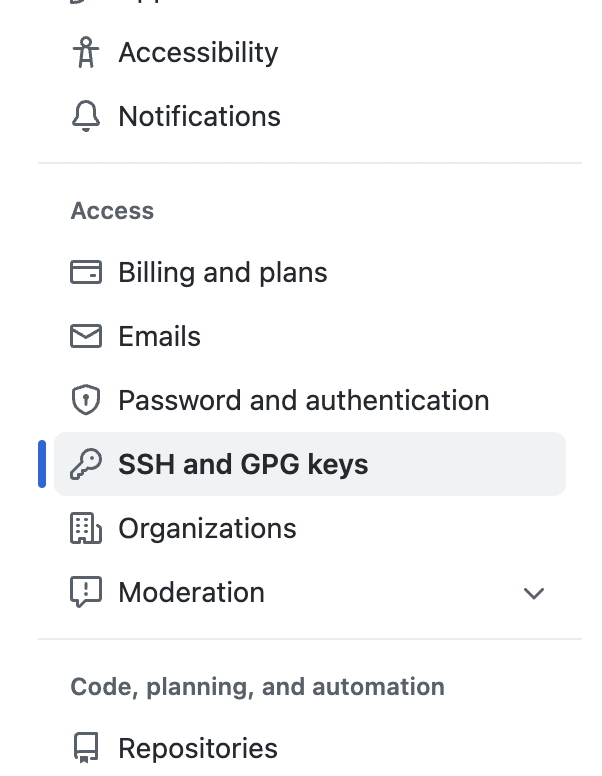 Accessibility
Notifications
Access
Billing and plans
Emails
Password and authentication
SSH and GPG keys
Organizations
Moderation
Code, planning, and automation
Repositories